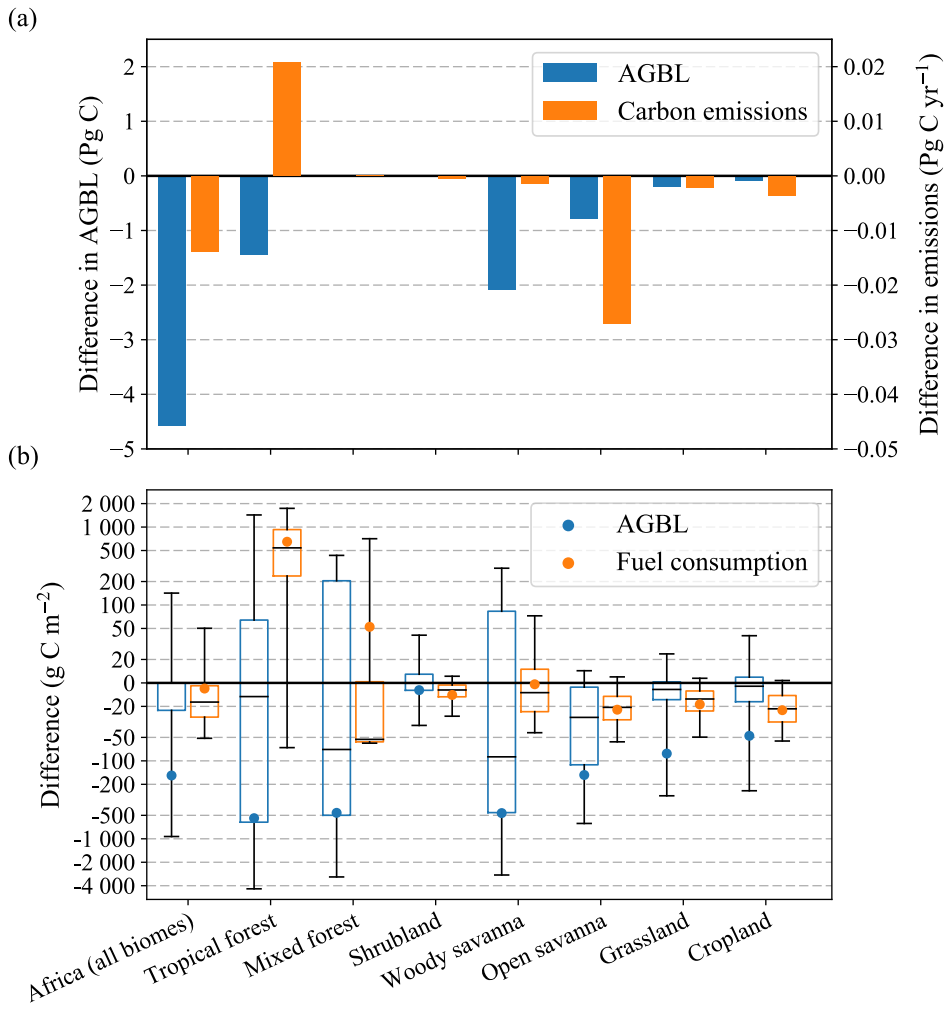 (a)
Difference in AGBL (Pg C)
2
1
0
−1
−2
−3
−4
−5
AGBL
Carbon emissions
0.02
0.01
0.00
−0.01
−0.02
−0.03
−0.04
−0.05
Difference in emissions (Pg C yr⁻¹)
(b)
Difference (g C m⁻²)
2 000
1 000
500
200
100
50
20
0
-20
-50
-100
-200
-500
-1 000
-2 000
-4 000
AGBL
Fuel consumption
Africa (all biomes)
Tropical forest
Mixed forest
Shrubland
Woody savanna
Open savanna
Grassland
Cropland